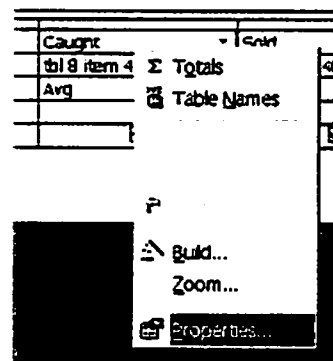 Caught Sold
tbl 8 item 4
Avg
Σ Totals
Table Names
Build...
Zoom...
Properties...